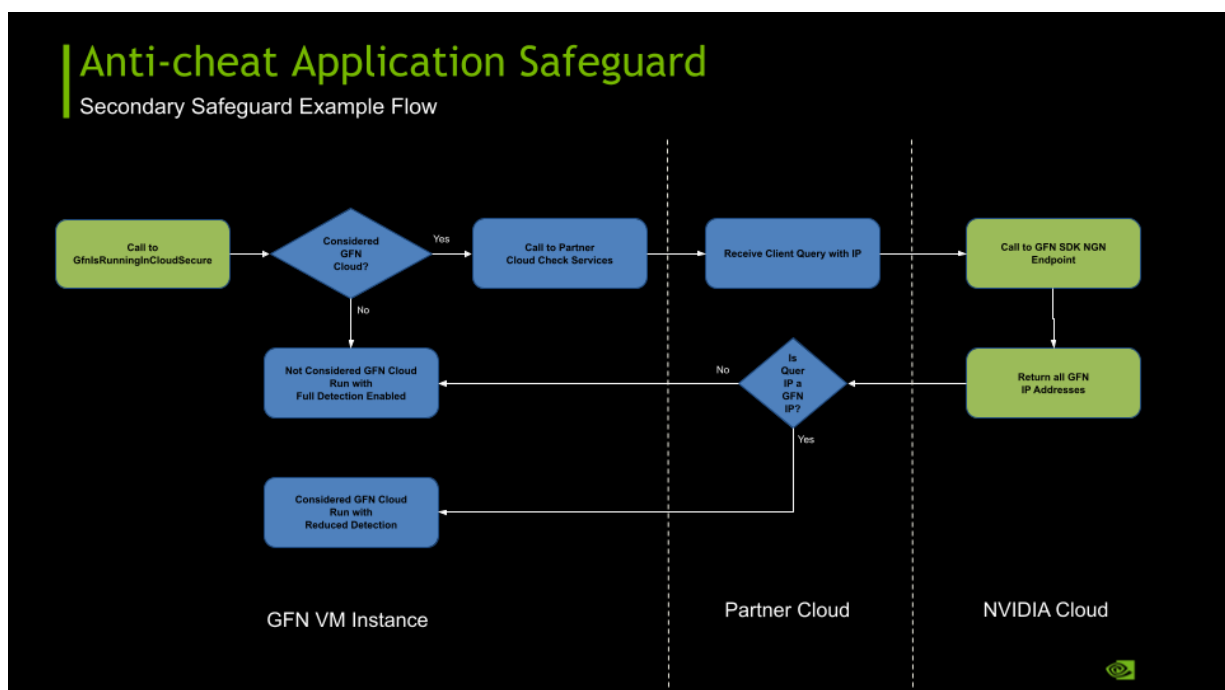 Anti-cheat Application Safeguard
Secondary Safeguard Example Flow
Call to
GfnIsRunningInCloudSecure
Considered
GFN
Cloud?
Yes
Call to Partner
Cloud Check Services
Receive Client Query with IP
Call to GFN SDK NGN
Endpoint
No
Not Considered GFN Cloud
Run with
Full Detection Enabled
No
Is
Quer
IP a
GFN
IP?
Return all GFN
IP Addresses
Yes
Considered GFN Cloud
Run with
Reduced Detection
GFN VM Instance
Partner Cloud
NVIDIA Cloud